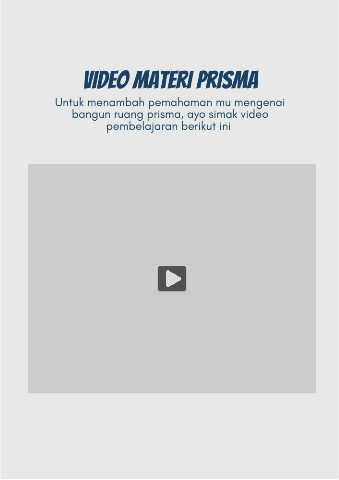 VIDEO MATERI PRISMA
Untuk menambah pemahaman mu mengenai
bangun ruang prisma, ayo simak video
pembelajaran berikut ini